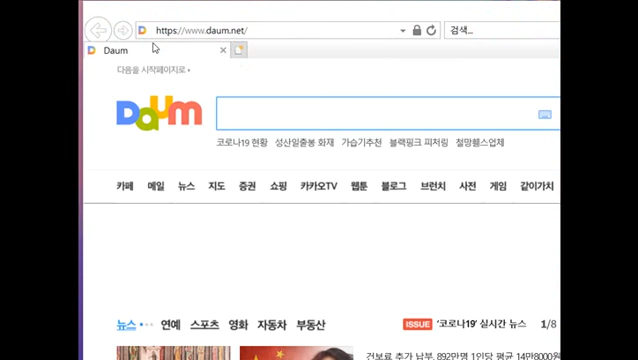 https://www.daum.net/
검색...
Daum
다음을 시작페이지로
Daum
코로나19 현황 성산일출봉 화재 가습기추천 블랙핑크 피처링 철망휀스업체
카페 메일 뉴스 지도 증권 쇼핑 카카오TV 웹툰 블로그 브런치 사전 게임 같이가치
뉴스 연예 스포츠 영화 자동차 부동산
ISSUE '코로나19' 실시간 뉴스 1/8
건보료 추가 납부, 892만명 1인당 평균 14만8000원